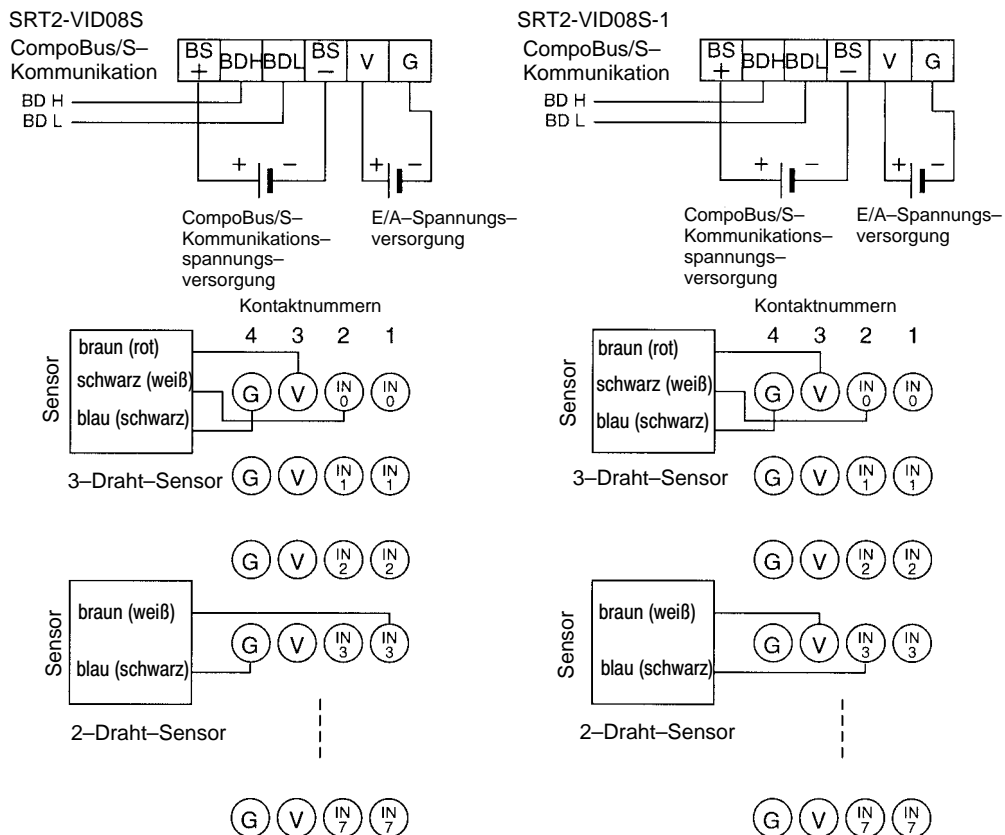 SRT2-VID08S
CompoBus/S–
Kommunikation
BS
+
BDH
BDL
BS
–
V
G
BD H
BD L
+
–
+
–
CompoBus/S–
Kommunikations–
spannungs–
versorgung
E/A–Spannungs–
versorgung
Kontaktnummern
4 3 2 1
Sensor
braun (rot)
schwarz (weiß)
blau (schwarz)
G V IN 0 IN 0
3–Draht–Sensor
G V IN 1 IN 1
G V IN 2 IN 2
Sensor
braun (weiß)
blau (schwarz)
G V IN 3 IN 3
2–Draht–Sensor
G V IN 7 IN 7
SRT2-VID08S-1
CompoBus/S–
Kommunikation
BS
+
BDH
BDL
BS
–
V
G
BD H
BD L
+
–
+
–
CompoBus/S–
Kommunikations–
spannungs–
versorgung
E/A–Spannungs–
versorgung
Kontaktnummern
4 3 2 1
Sensor
braun (rot)
schwarz (weiß)
blau (schwarz)
G V IN 0 IN 0
3–Draht–Sensor
G V IN 1 IN 1
G V IN 2 IN 2
Sensor
braun (weiß)
blau (schwarz)
G V IN 3 IN 3
2–Draht–Sensor
G V IN 7 IN 7